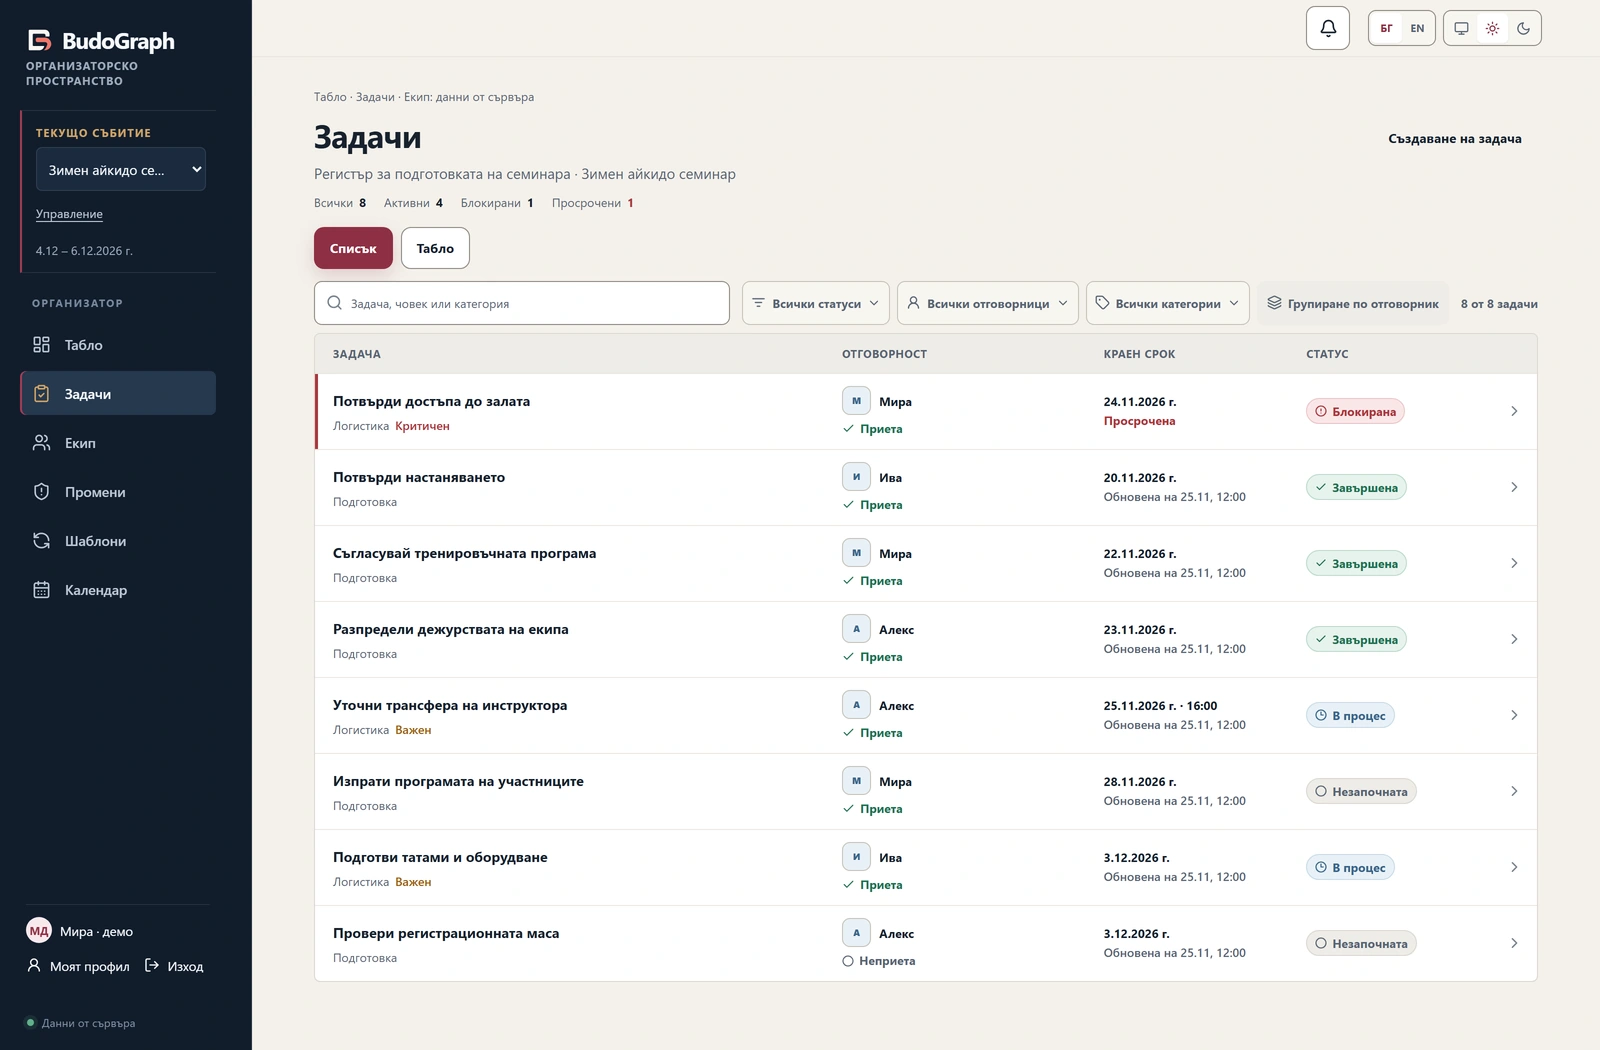 BudoGraph
ОРГАНИЗАТОРСКО
ПРОСТРАНСТВО
ТЕКУЩО СЪБИТИЕ
Зимен айкидо се...
Управление
4.12 – 6.12.2026 г.
ОРГАНИЗАТОР
Табло
Задачи
Екип
Промени
Шаблони
Календар
МД Мира · демо
Моят профил Изход
Данни от сървъра
БГ EN
Табло · Задачи · Екип: данни от сървъра
Задачи
Създаване на задача
Регистър за подготовката на семинара · Зимен айкидо семинар
Всички 8 Активни 4 Блокирани 1 Просрочени 1
Списък Табло
Задача, човек или категория Всички статуси Всички отговорници Всички категории Групиране по отговорник 8 от 8 задачи
ЗАДАЧА ОТГОВОРНОСТ КРАЕН СРОК СТАТУС
Потвърди достъпа до залата М Мира 24.11.2026 г. Блокирана
Логистика Критичен Приета Просрочена
Потвърди настаняването И Ива 20.11.2026 г. Завършена
Подготовка Приета Обновена на 25.11, 12:00
Съгласувай тренировъчната програма М Мира 22.11.2026 г. Завършена
Подготовка Приета Обновена на 25.11, 12:00
Разпредели дежурствата на екипа А Алекс 23.11.2026 г. Завършена
Подготовка Приета Обновена на 25.11, 12:00
Уточни трансфера на инструктора А Алекс 25.11.2026 г. · 16:00 В процес
Логистика Важен Приета Обновена на 25.11, 12:00
Изпрати програмата на участниците М Мира 28.11.2026 г. Незапочната
Подготовка Приета Обновена на 25.11, 12:00
Подготви татами и оборудване И Ива 3.12.2026 г. В процес
Логистика Важен Приета Обновена на 25.11, 12:00
Провери регистрационната маса А Алекс 3.12.2026 г. Незапочната
Подготовка Неприета Обновена на 25.11, 12:00